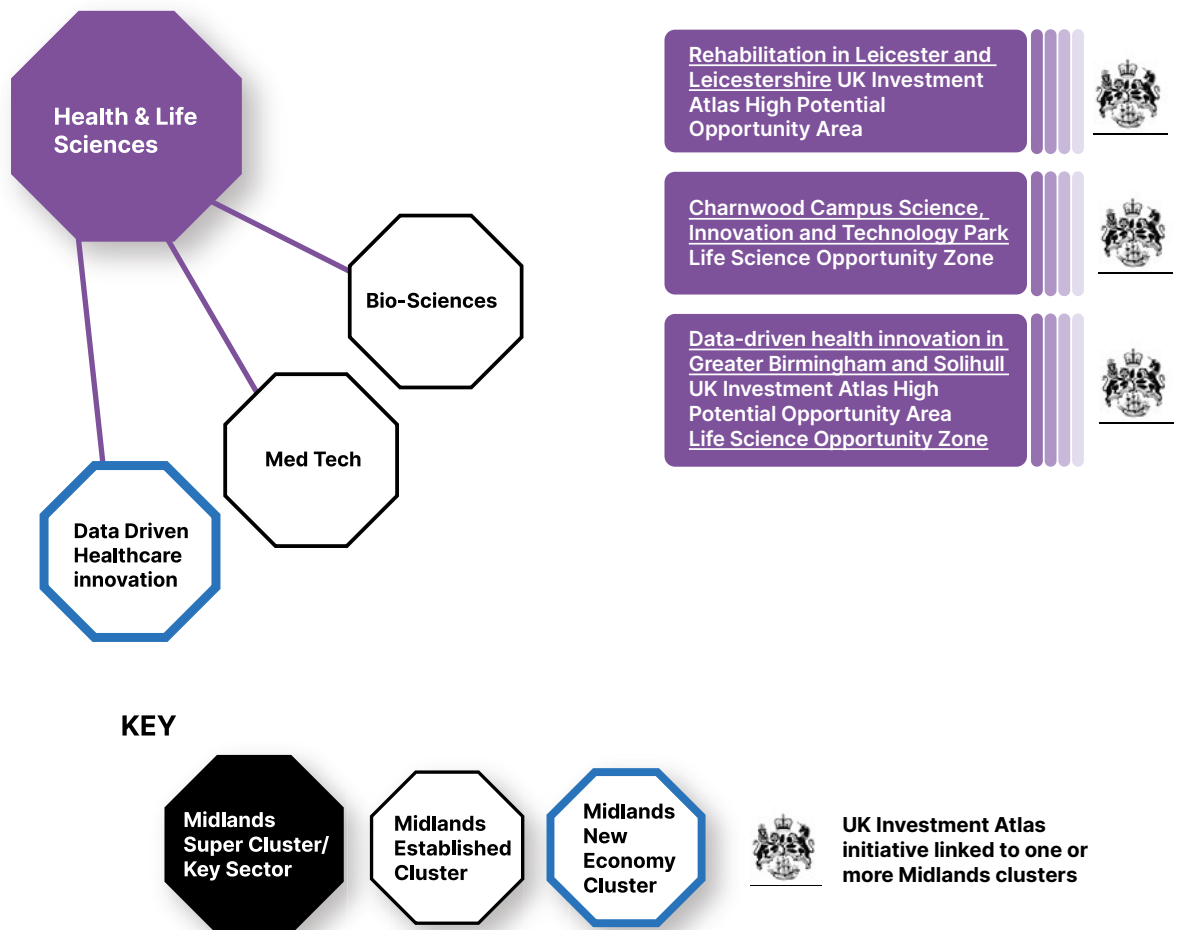 Health & Life
Sciences
Bio-Sciences
Med Tech
Data Driven
Healthcare
innovation
Rehabilitation in Leicester and
Leicestershire UK Investment
Atlas High Potential
Opportunity Area
Charnwood Campus Science,
Innovation and Technology Park
Life Science Opportunity Zone
Data-driven health innovation in
Greater Birmingham and Solihull
UK Investment Atlas High
Potential Opportunity Area
Life Science Opportunity Zone
KEY
Midlands
Super Cluster/
Key Sector
Midlands
Established
Cluster
Midlands
New
Economy
Cluster
UK Investment Atlas
initiative linked to one or
more Midlands clusters